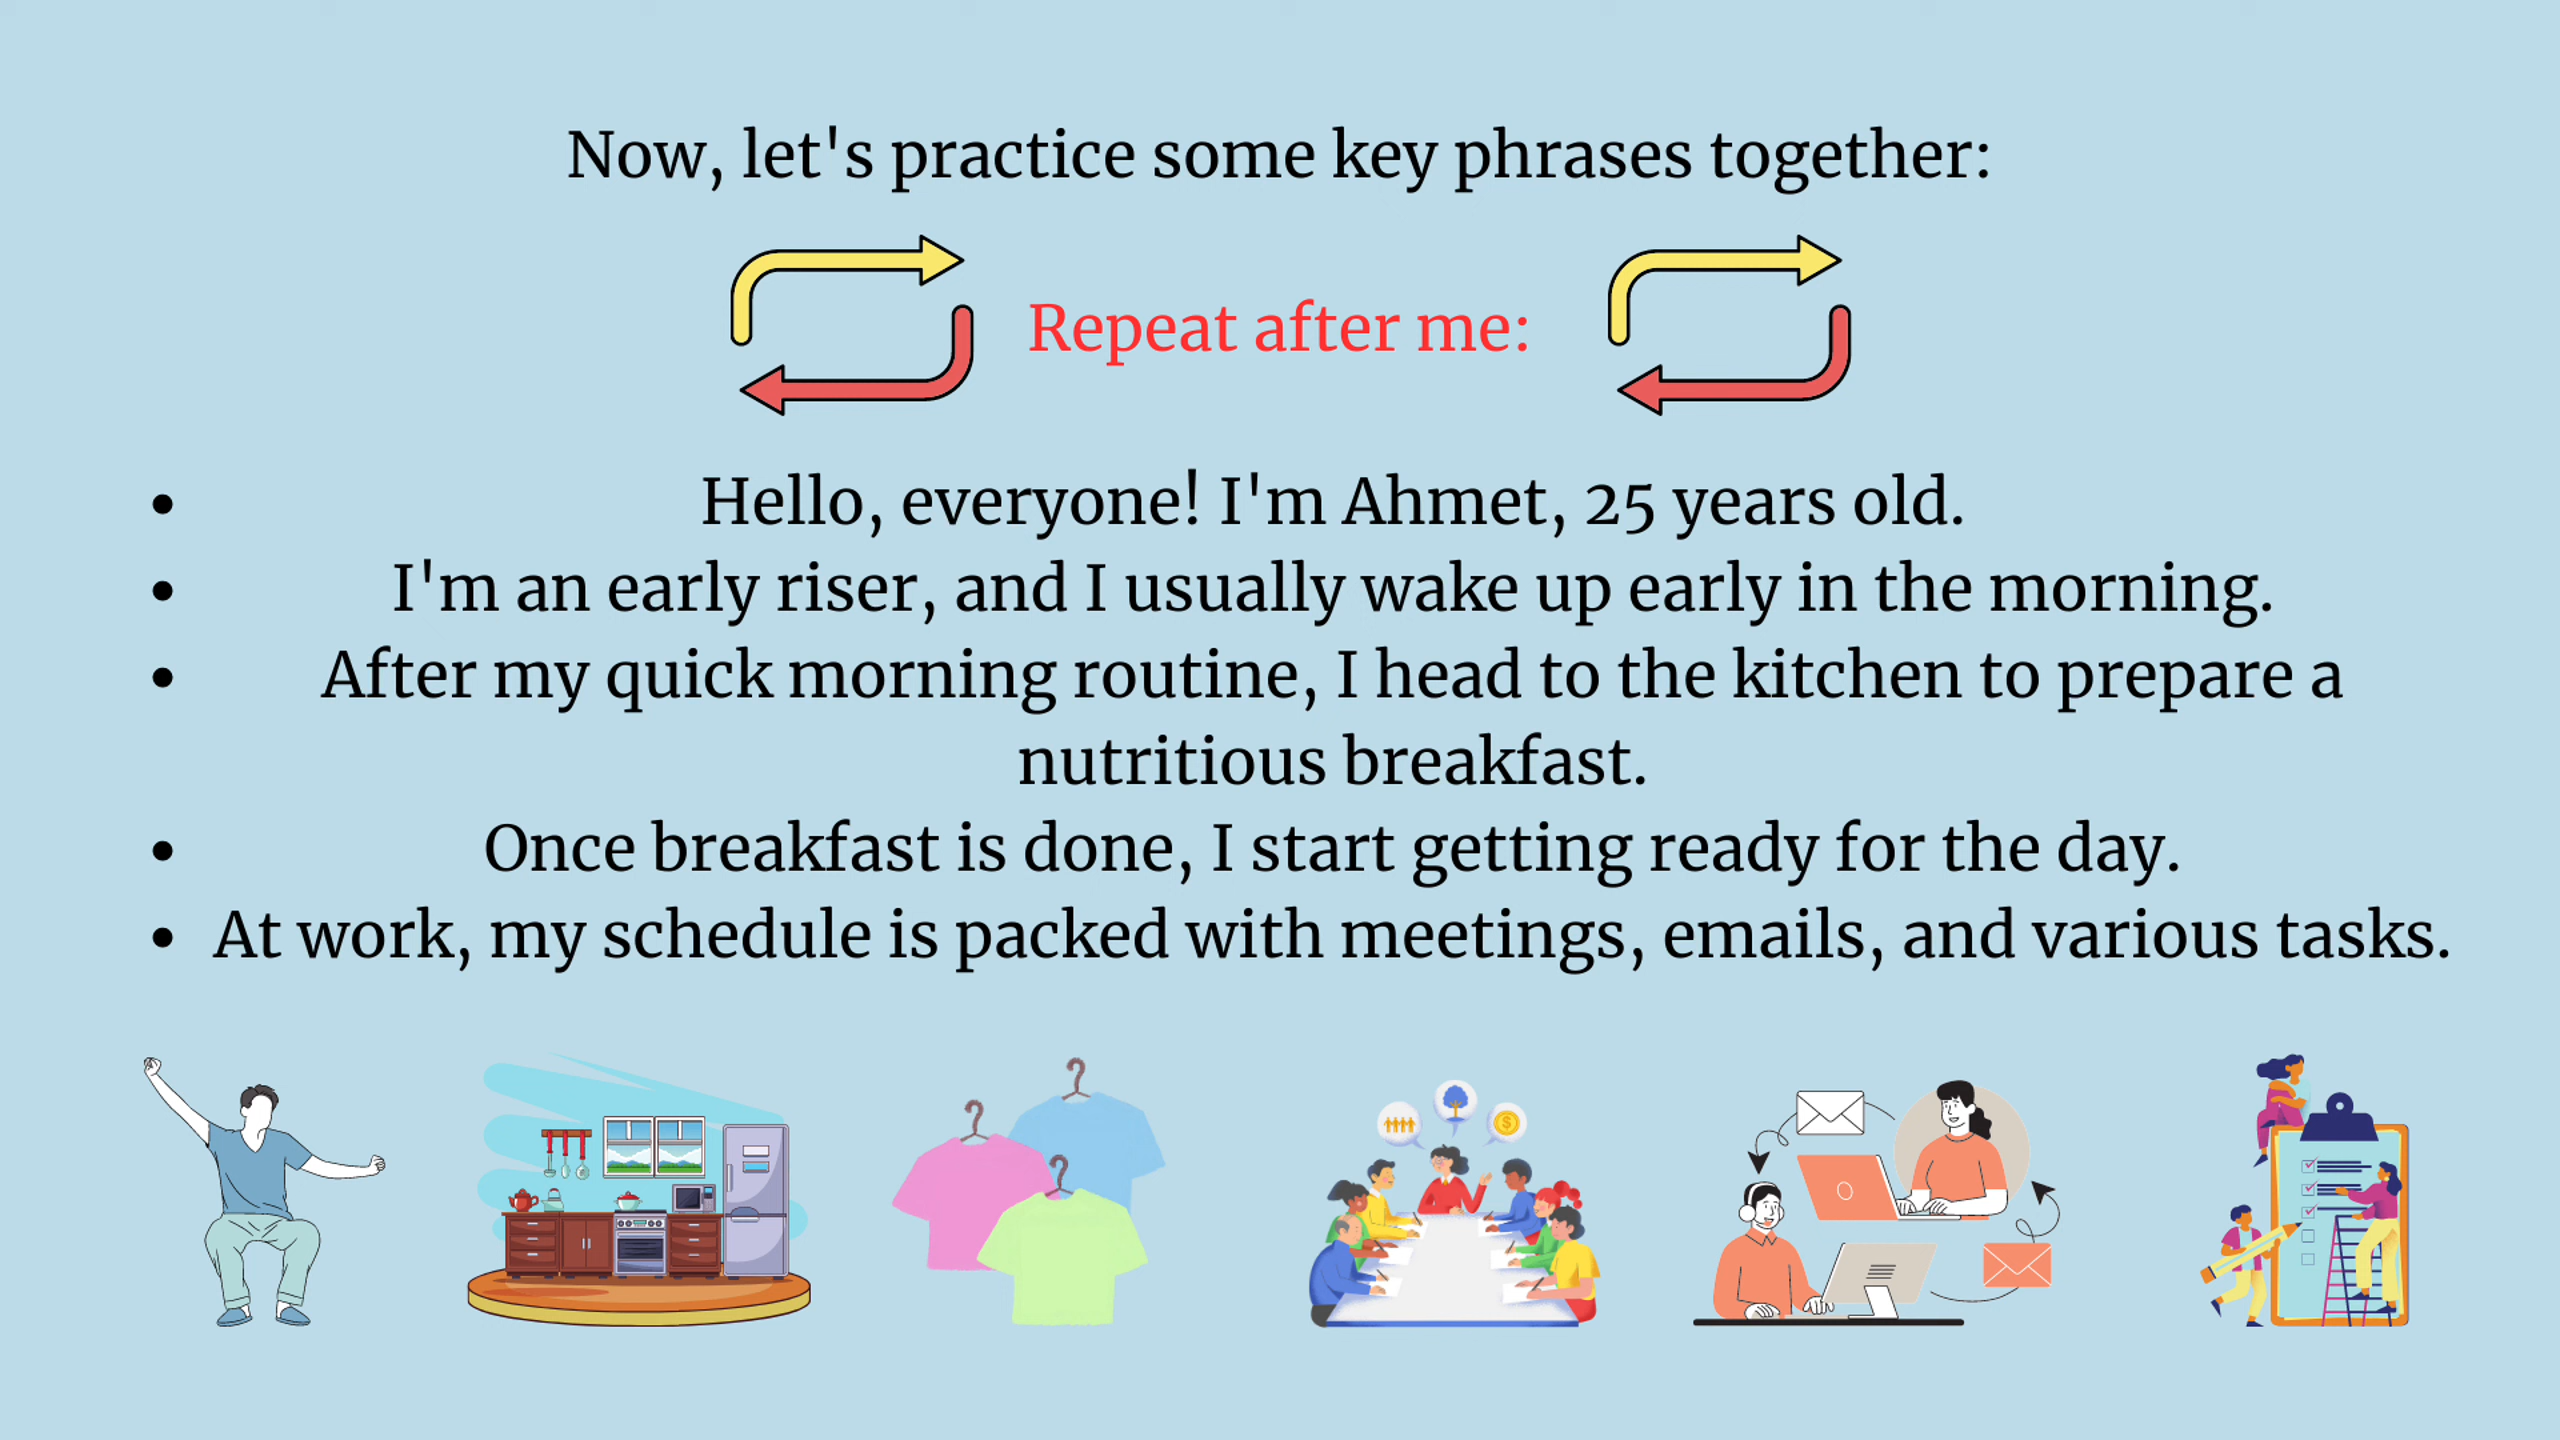 Now, let's practice some key phrases together:
Repeat after me:
• Hello, everyone! I'm Ahmet, 25 years old.
• I'm an early riser, and I usually wake up early in the morning.
• After my quick morning routine, I head to the kitchen to prepare a
nutritious breakfast.
• Once breakfast is done, I start getting ready for the day.
• At work, my schedule is packed with meetings, emails, and various tasks.